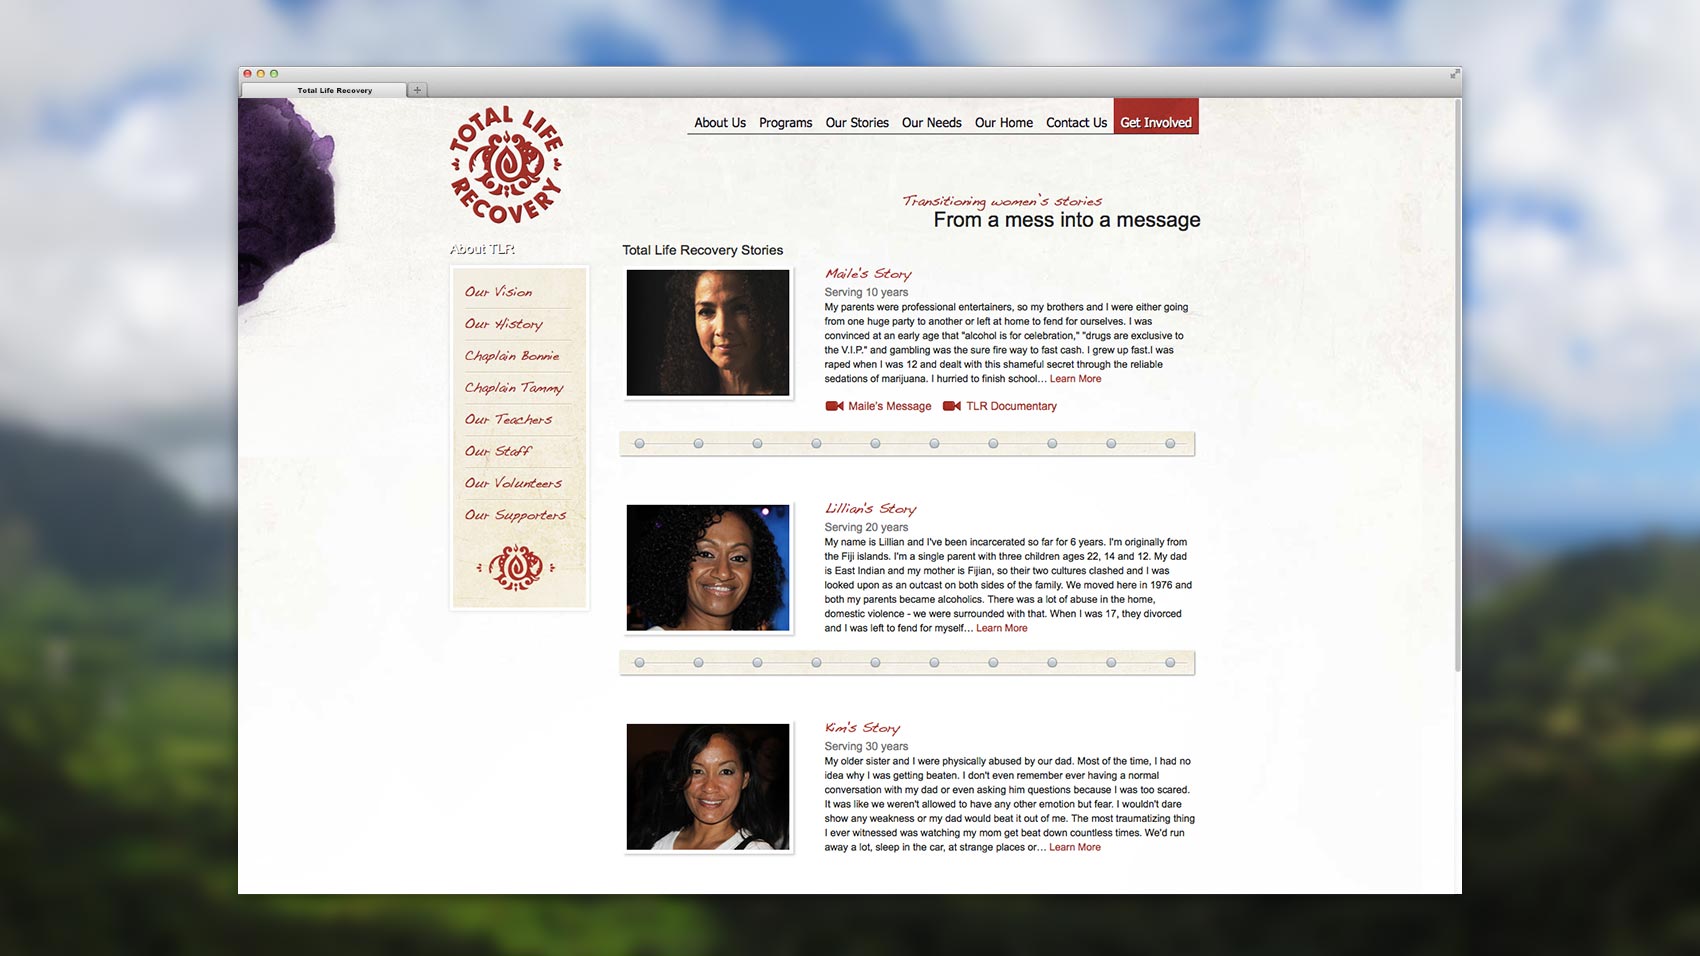 Total Life Recovery
TOTAL LIFE
RECOVERY
About Us Programs Our Stories Our Needs Our Home Contact Us Get Involved
Transitioning women's stories
From a mess into a message
About TLR
Our Vision
Our History
Chaplain Bonnie
Chaplain Tammy
Our Teachers
Our Staff
Our Volunteers
Our Supporters
Total Life Recovery Stories
Maile's Story
Serving 10 years
My parents were professional entertainers, so my brothers and I were either going
from one huge party to another or left at home to fend for ourselves. I was
convinced at an early age that "alcohol is for celebration," "drugs are exclusive to
the V.I.P." and gambling was the sure fire way to fast cash. I grew up fast.I was
raped when I was 12 and dealt with this shameful secret through the reliable
sedations of marijuana. I hurried to finish school... Learn More
Maile's Message TLR Documentary
Lillian's Story
Serving 20 years
My name is Lillian and I've been incarcerated so far for 6 years. I'm originally from
the Fiji islands. I'm a single parent with three children ages 22, 14 and 12. My dad
is East Indian and my mother is Fijian, so their two cultures clashed and I was
looked upon as an outcast on both sides of the family. We moved here in 1976 and
both my parents became alcoholics. There was a lot of abuse in the home,
domestic violence - we were surrounded with that. When I was 17, they divorced
and I was left to fend for myself... Learn More
Kim's Story
Serving 30 years
My older sister and I were physically abused by our dad. Most of the time, I had no
idea why I was getting beaten. I don't even remember ever having a normal
conversation with my dad or even asking him questions because I was too scared.
It was like we weren't allowed to have any other emotion but fear. I wouldn't dare
show any weakness or my dad would beat it out of me. The most traumatizing thing
I ever witnessed was watching my mom get beat down countless times. We'd run
away a lot, sleep in the car, at strange places or... Learn More